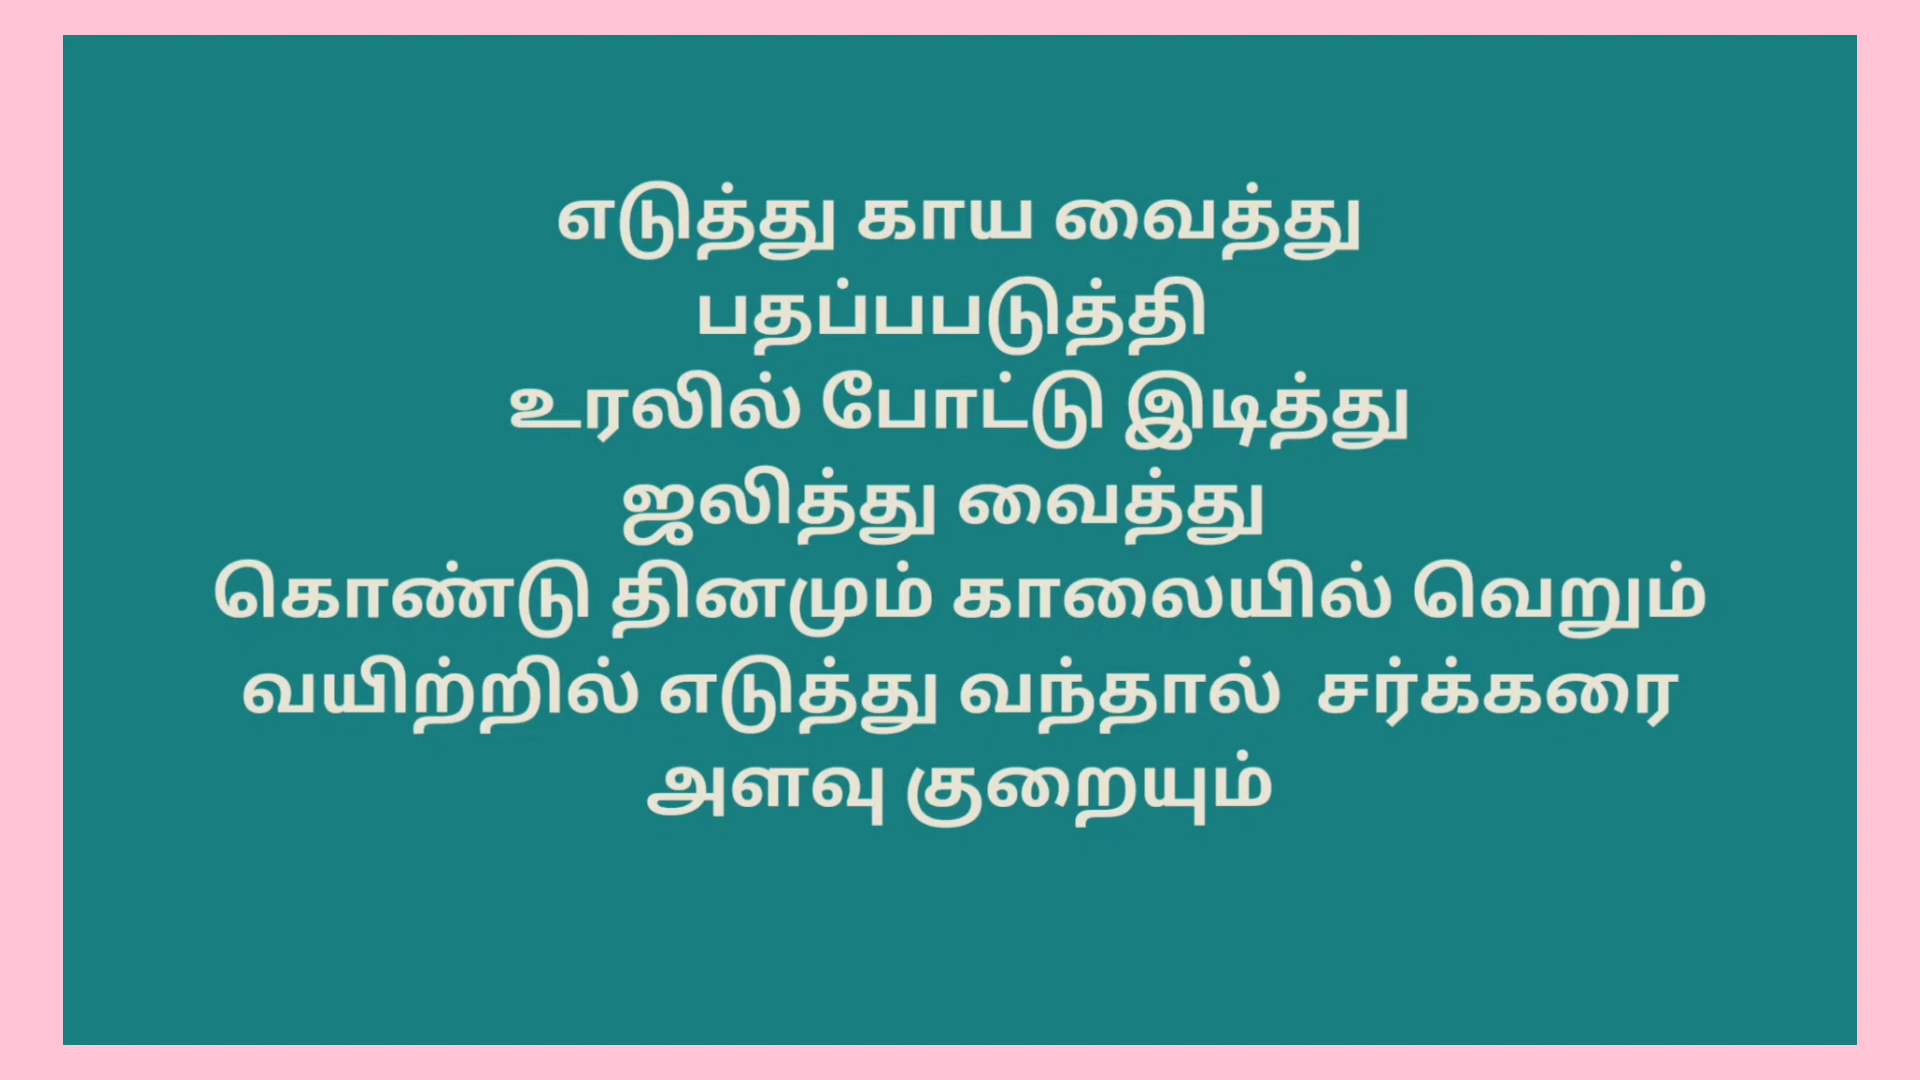 எடுத்து காய வைத்து
பதப்பபடுத்தி
உரலில் போட்டு இடித்து
ஜலித்து வைத்து
கொண்டு தினமும் காலையில் வெறும்
வயிற்றில் எடுத்து வந்தால் சர்க்கரை
அளவு குறையும்